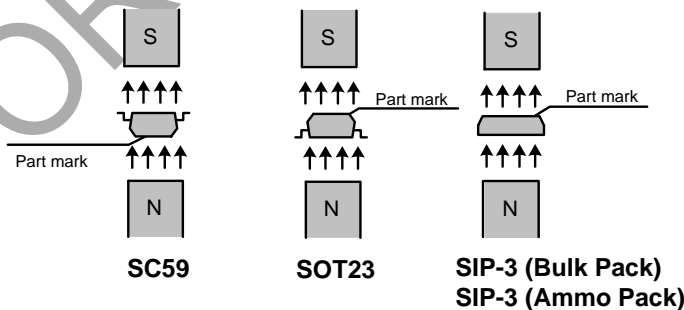 S
S
S
Part mark
Part mark
Part mark
N
N
N
SC59
SOT23
SIP-3 (Bulk Pack)
SIP-3 (Ammo Pack)